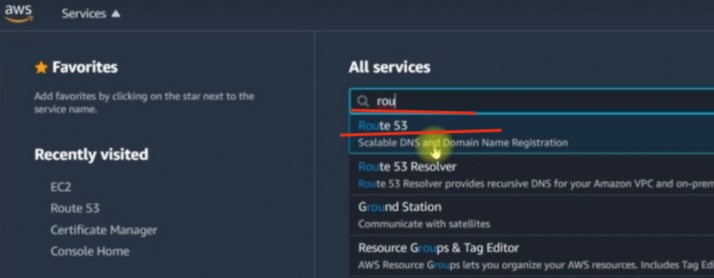 aws
Services ▲
Favorites
Add favorites by clicking on the star next to the
service name.
Recently visited
EC2
Route 53
Certificate Manager
Console Home
All services
rou
Route 53
Scalable DNS and Domain Name Registration
Route 53 Resolver
Route 53 Resolver provides recursive DNS for your Amazon VPC and on-prem
Ground Station
Communicate with satellites
Resource Groups & Tag Editor
AWS Resource Groups lets you organize your AWS resources. Includes Tag Edi